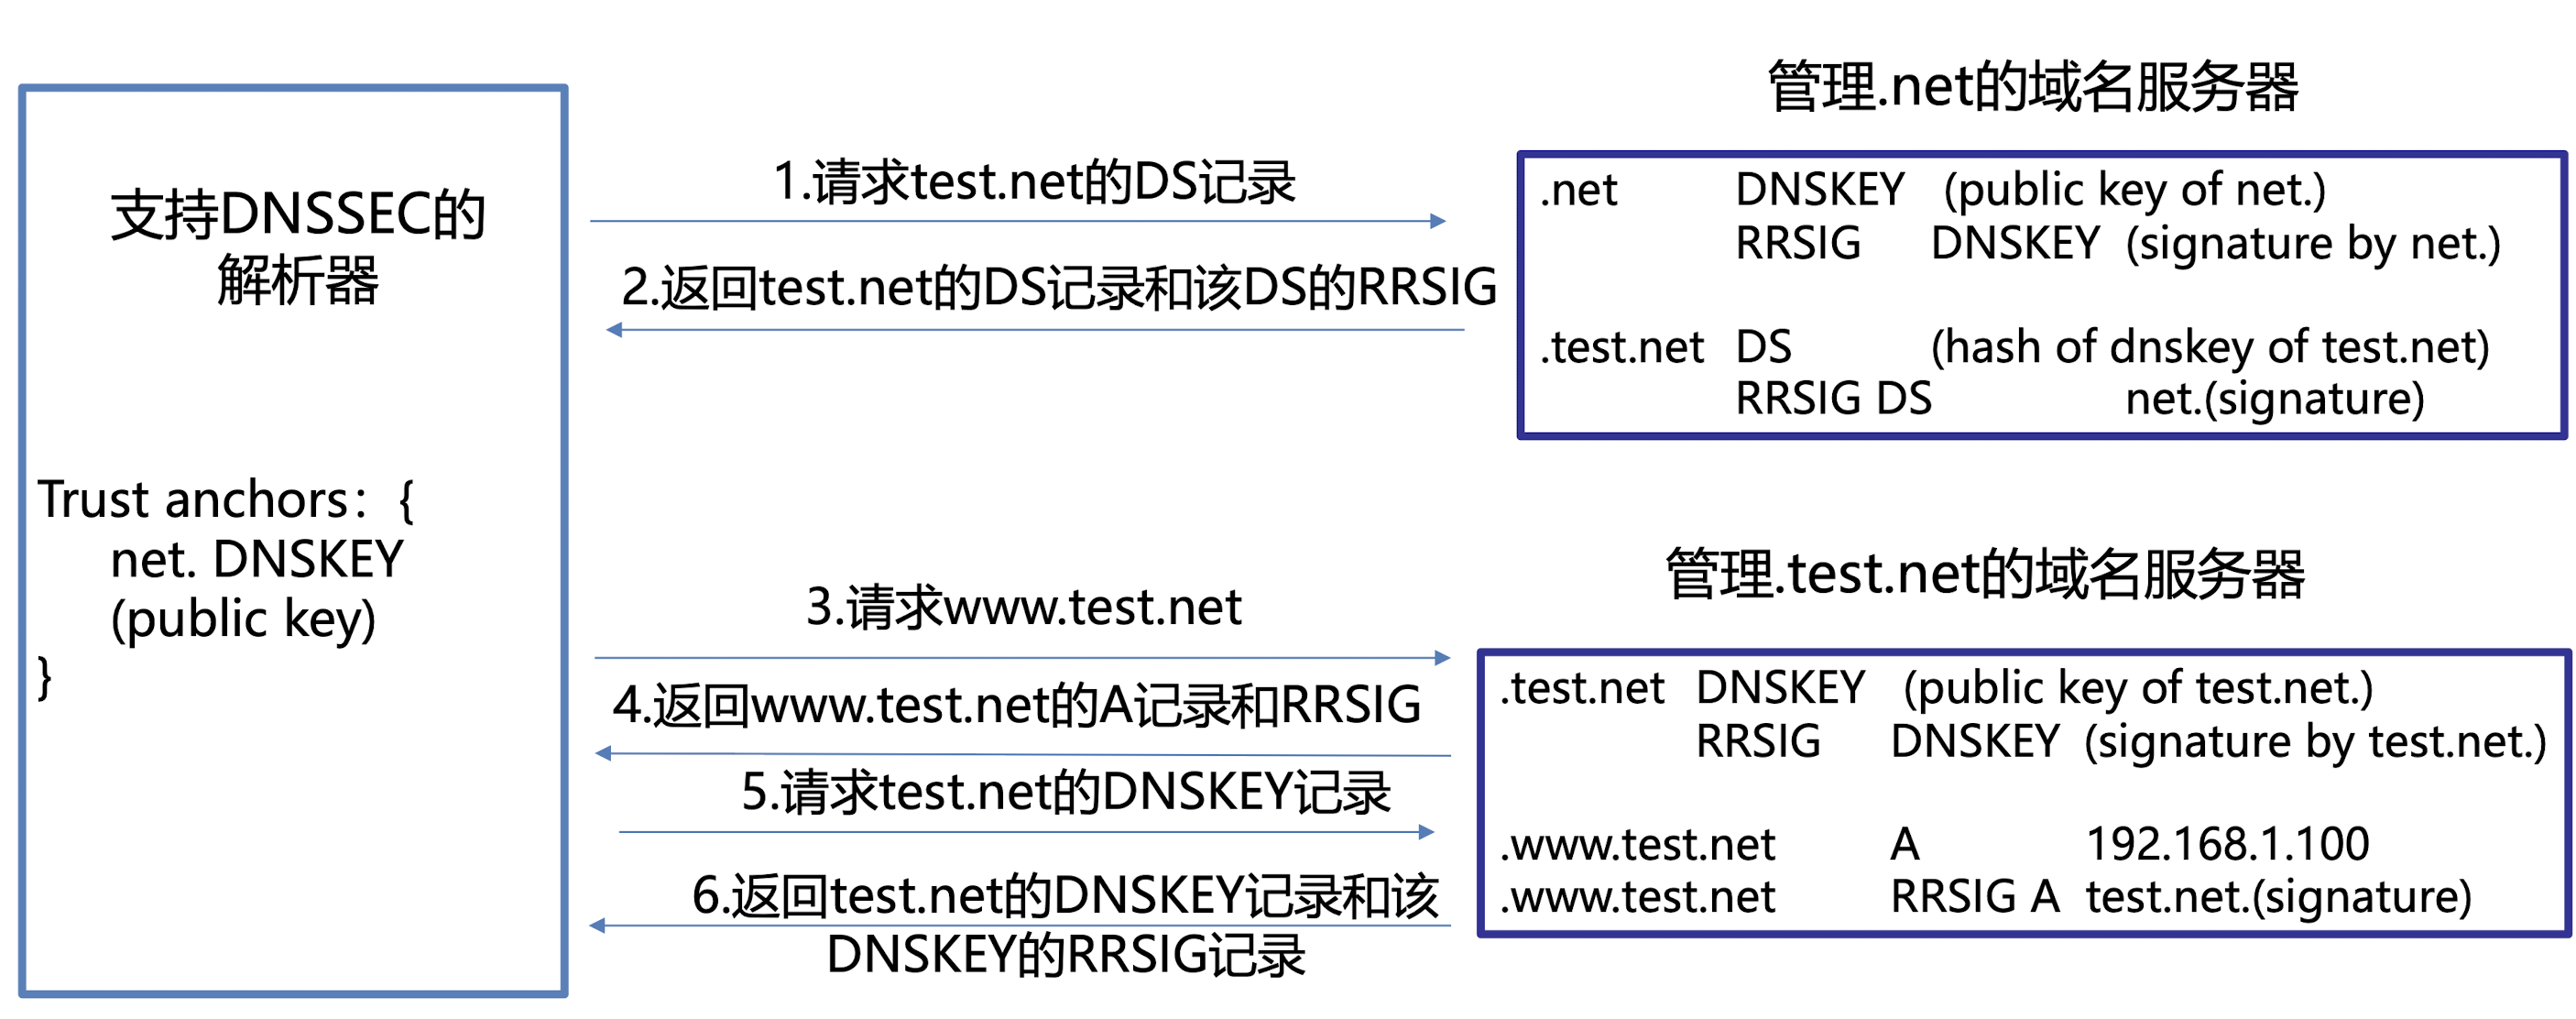 支持DNSSEC的
解析器
Trust anchors：{
net. DNSKEY
(public key)
}
1.请求test.net的DS记录
2.返回test.net的DS记录和该DS的RRSIG
3.请求www.test.net
4.返回www.test.net的A记录和RRSIG
5.请求test.net的DNSKEY记录
6.返回test.net的DNSKEY记录和该
DNSKEY的RRSIG记录
管理.net的域名服务器
.net DNSKEY (public key of net.)
RRSIG DNSKEY (signature by net.)
.test.net DS (hash of dnskey of test.net)
RRSIG DS net.(signature)
管理.test.net的域名服务器
.test.net DNSKEY (public key of test.net.)
RRSIG DNSKEY (signature by test.net.)
.www.test.net A 192.168.1.100
.www.test.net RRSIG A test.net.(signature)